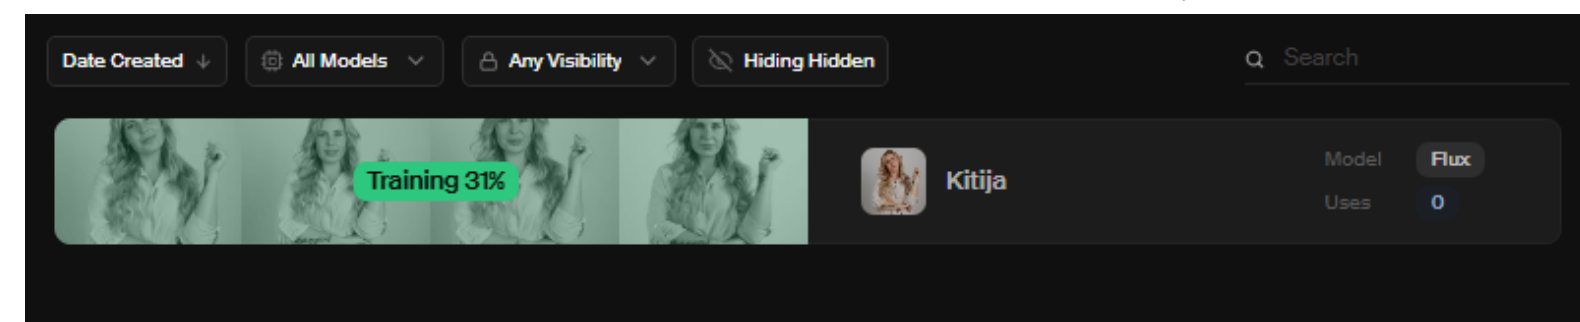 Date Created All Models Any Visibility Hiding Hidden Search
Training 31% Kitija
Model Flux
Uses 0